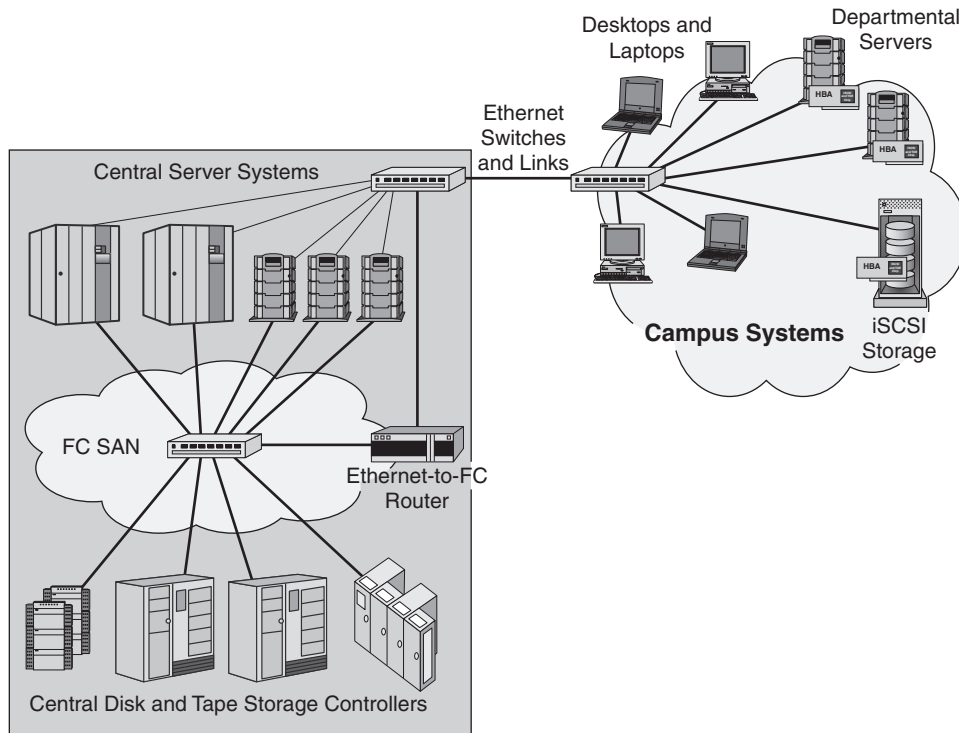 Desktops and
Laptops
Departmental
Servers
HBA
HBA
Ethernet
Switches
and Links
Central Server Systems
HBA
Campus Systems
iSCSI
Storage
FC SAN
Ethernet-to-FC
Router
Central Disk and Tape Storage Controllers